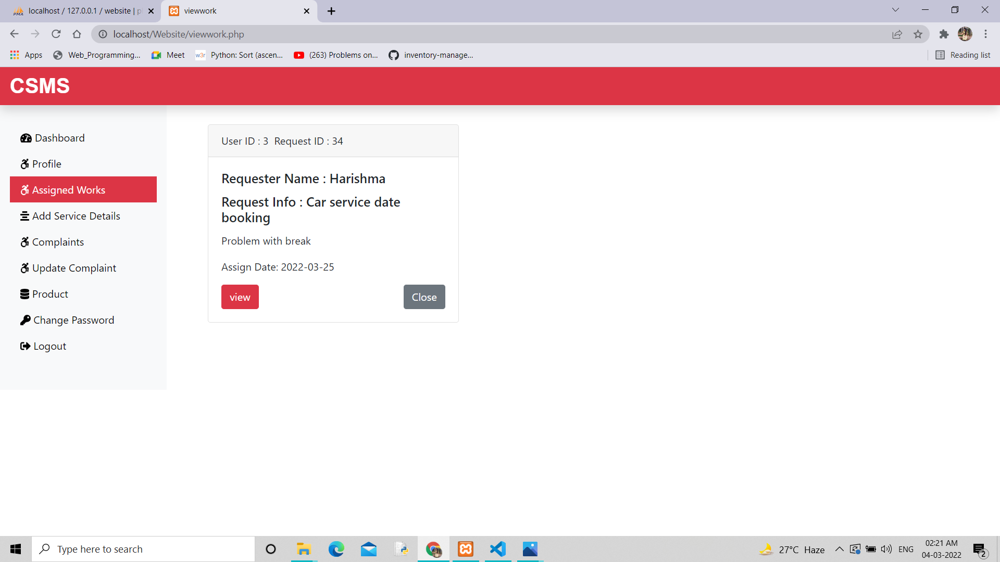 localhost / 127.0.0.1 / website | p
viewwork
localhost/Website/viewwork.php
Apps
Web_Programming...
Meet
w3r
Python: Sort (ascen...
(263) Problems on...
inventory-manage...
Reading list
CSMS
Dashboard
Profile
Assigned Works
Add Service Details
Complaints
Update Complaint
Product
Change Password
Logout
User ID : 3 Request ID : 34
Requester Name : Harishma
Request Info : Car service date
booking
Problem with break
Assign Date: 2022-03-25
view
Close
Type here to search
27°C Haze
ENG
02:21 AM
04-03-2022
2